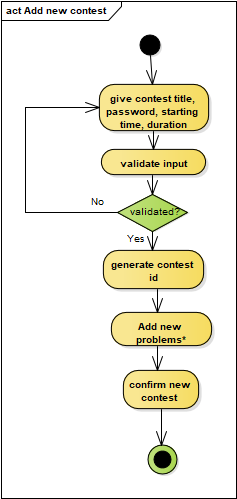 act Add new contest
give contest title,
password, starting
time, duration
validate input
validated?
No
Yes
generate contest
id
Add new
problems*
confirm new
contest